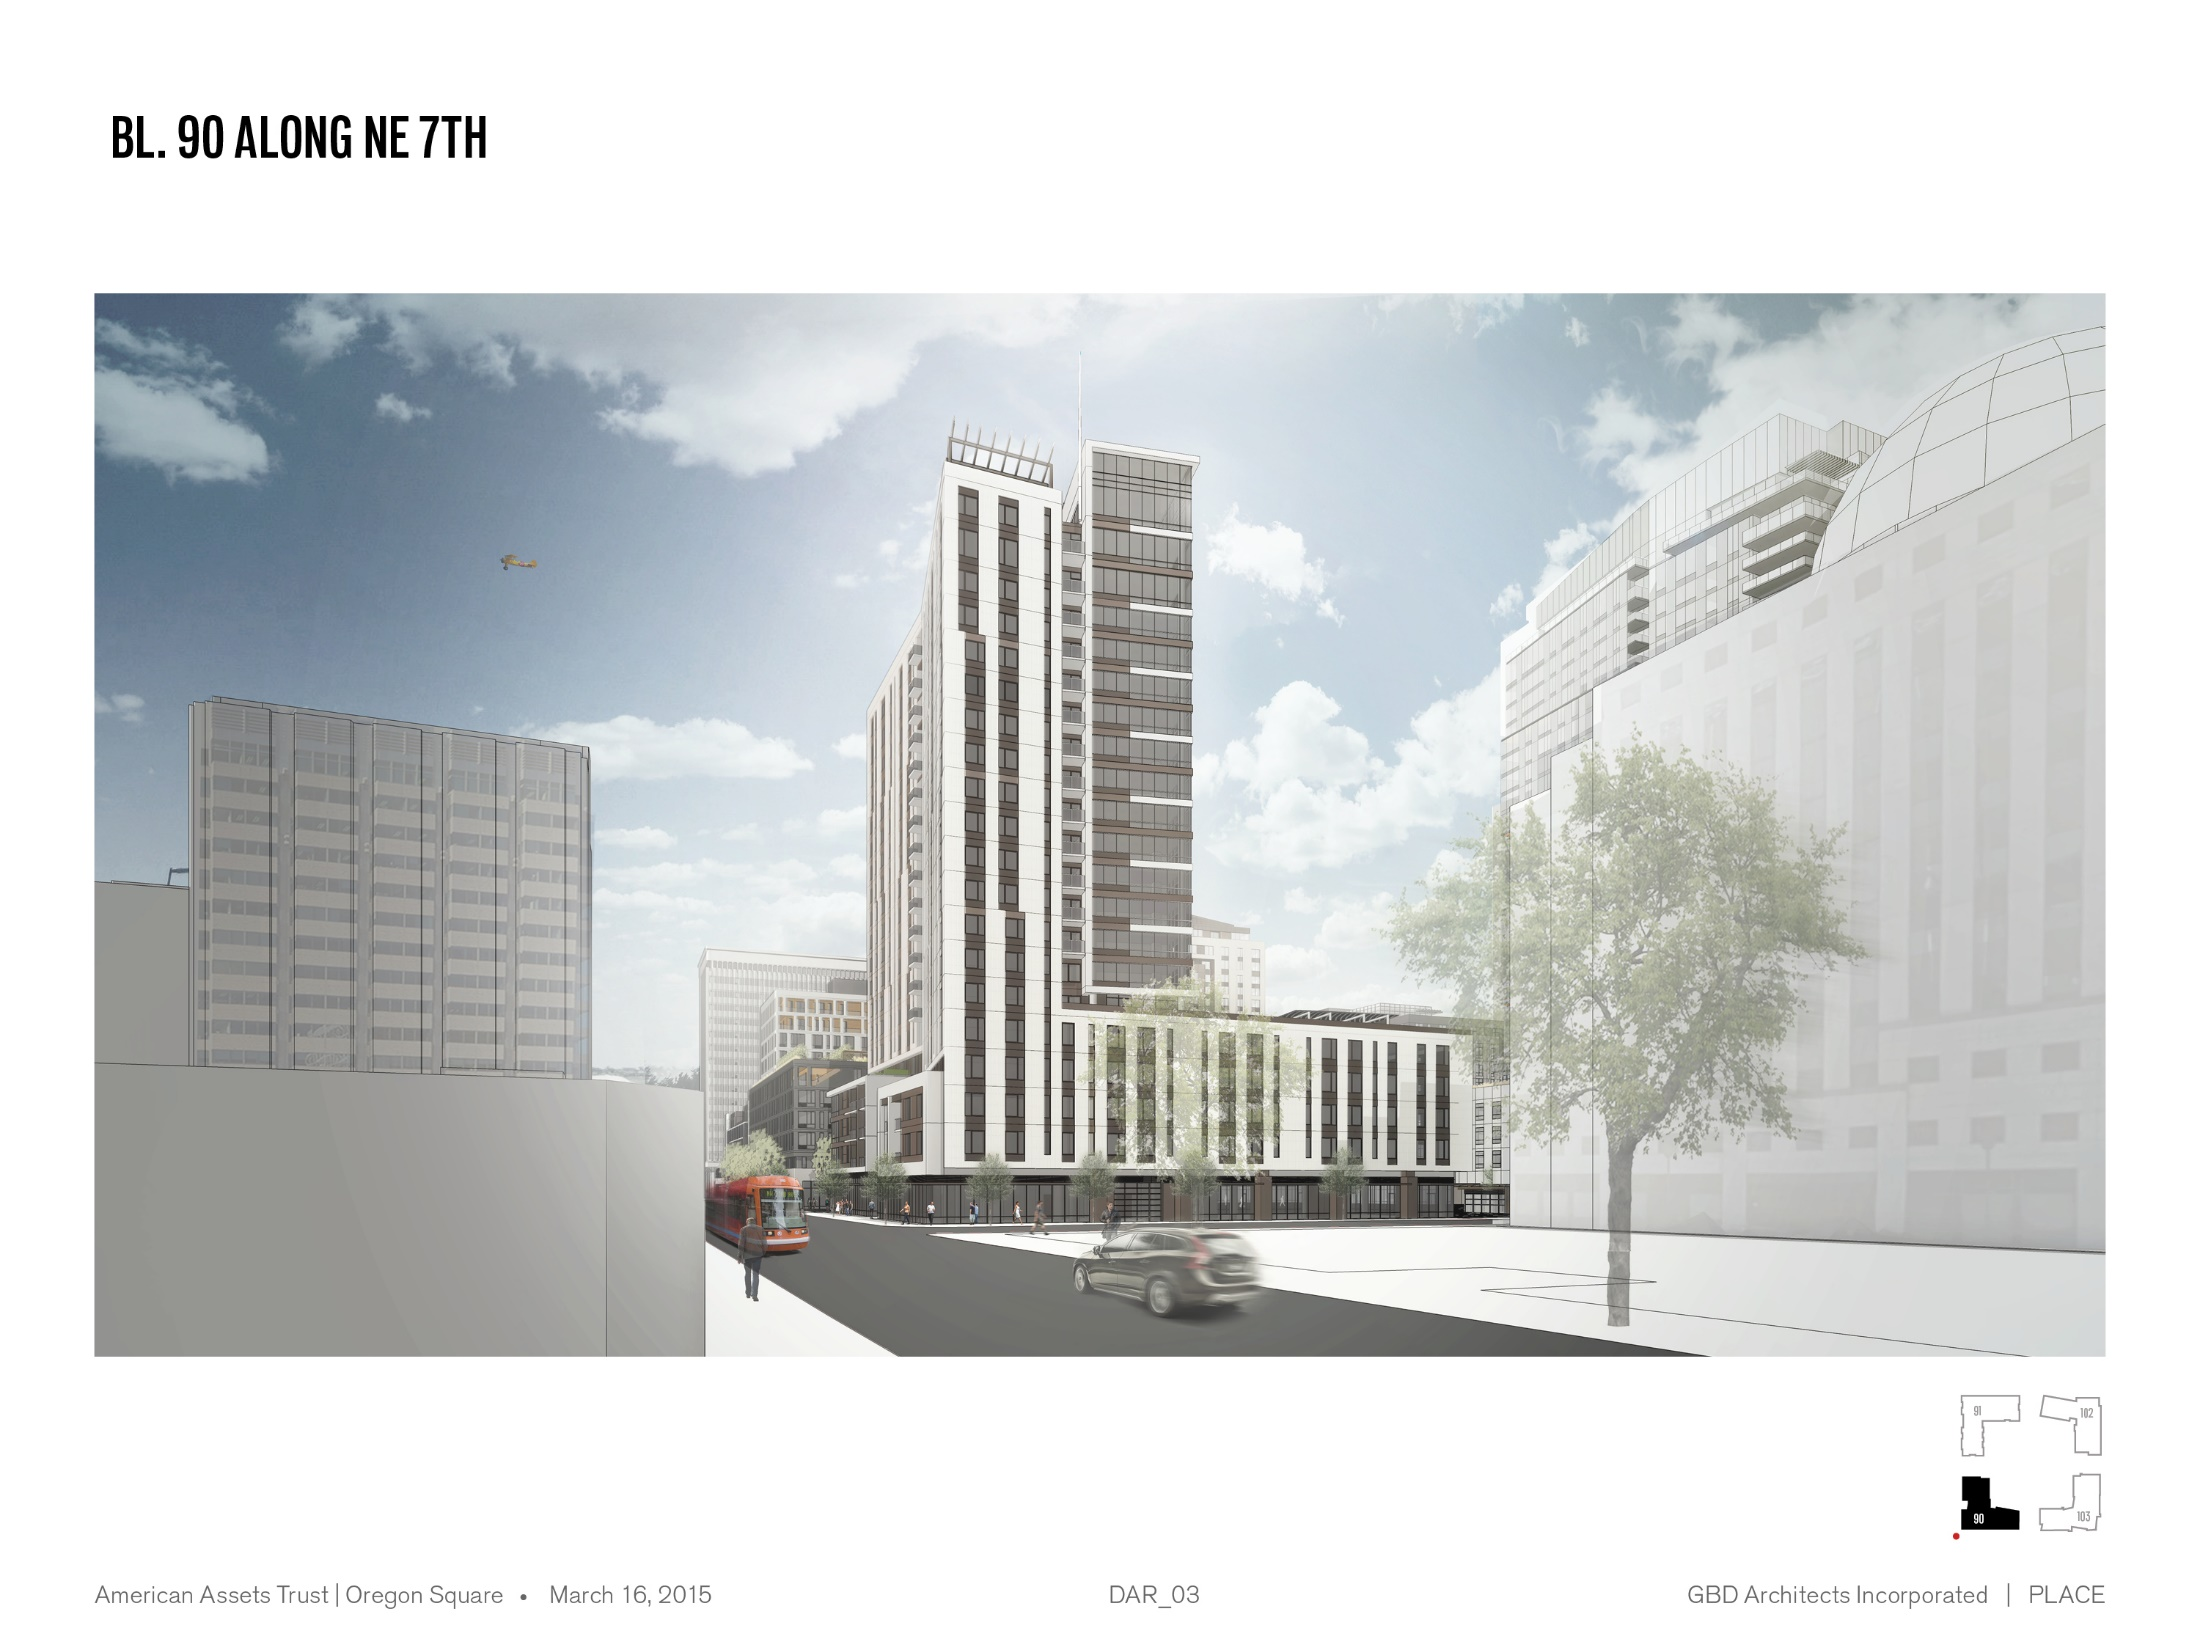 BL. 90 ALONG NE 7TH
91
102
90
103
American Assets Trust | Oregon Square • March 16, 2015
DAR_03
GBD Architects Incorporated | PLACE